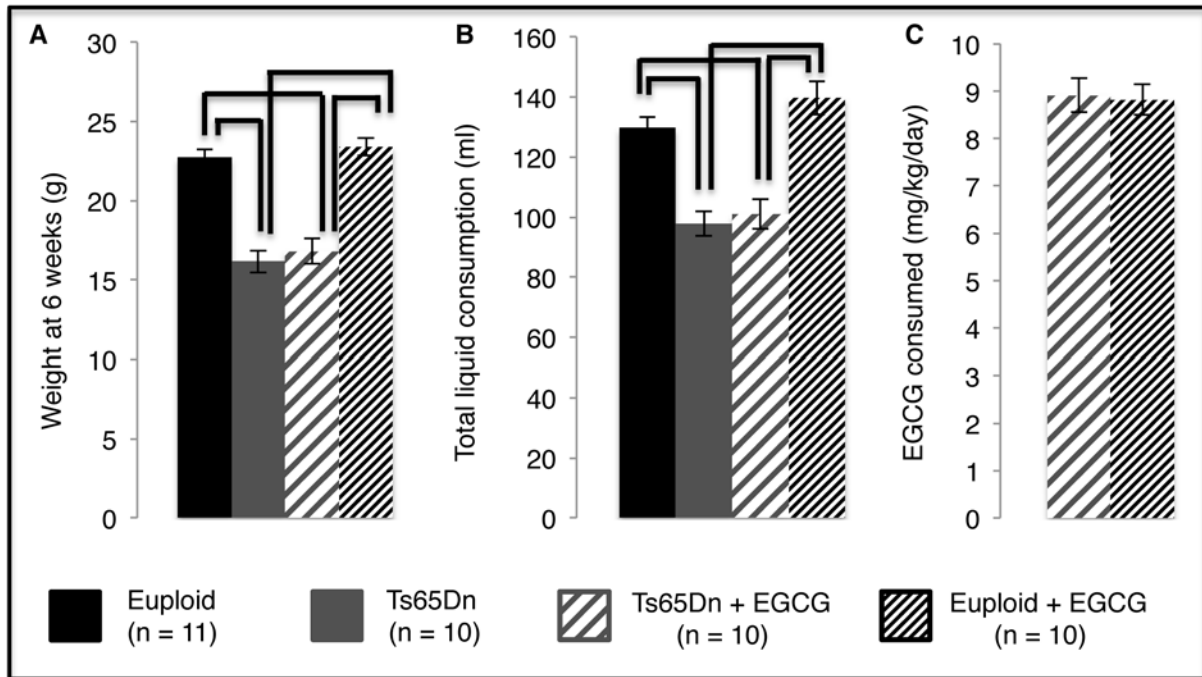 A
Weight at 6 weeks (g)
30
25
20
15
10
5
0
B
Total liquid consumption (ml)
160
140
120
100
80
60
40
20
0
C
EGCG consumed (mg/kg/day)
10
9
8
7
6
5
4
3
2
1
0
Euploid
(n = 11)
Ts65Dn
(n = 10)
Ts65Dn + EGCG
(n = 10)
Euploid + EGCG
(n = 10)